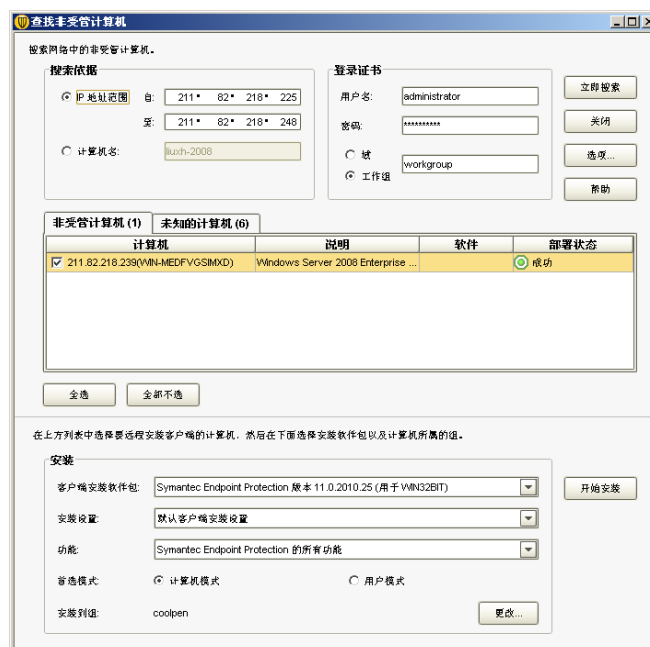 查找非受管计算机
搜索网络中的非受管计算机。
搜索依据
IP 地址范围 自: 211 82 218 225
至: 211 82 218 248
计算机名: liuxh-2008
登录证书
用户名: administrator
密码: **********
域
工作组
workgroup
立即搜索
关闭
选项...
帮助
非受管计算机 (1) 未知的计算机 (6)
计算机 说明 软件 部署状态
211.82.218.239(WIN-MEDFVGSIMXD) Windows Server 2008 Enterprise ... 成功
全选 全部不选
在上方列表中选择要远程安装客户端的计算机，然后在下面选择安装软件包以及计算机所属的组。
安装
客户端安装软件包: Symantec Endpoint Protection 版本 11.0.2010.25 (用于 WIN32BIT)
开始安装
安装设置: 默认客户端安装设置
功能: Symantec Endpoint Protection 的所有功能
首选模式: 计算机模式 用户模式
安装到组: coolpen 更改...